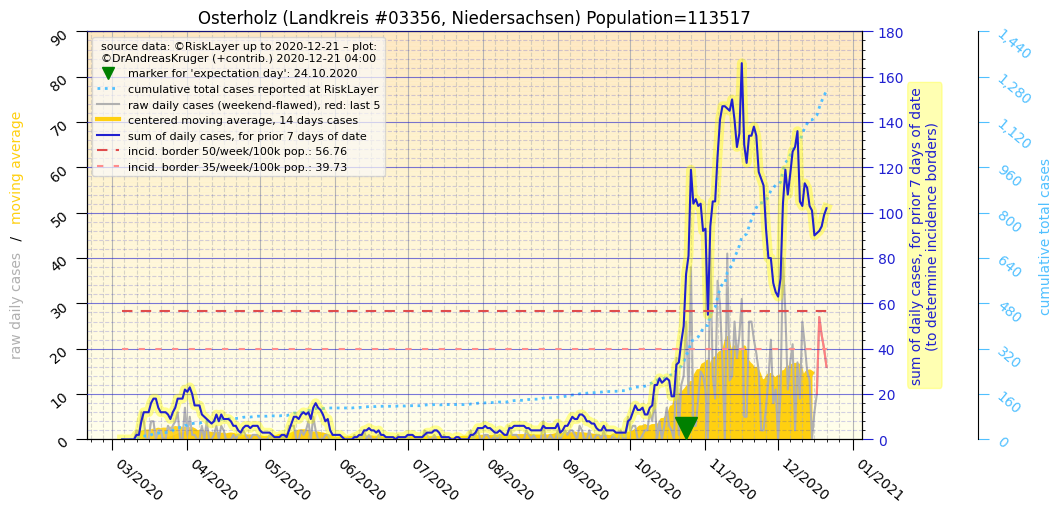 Osterholz (Landkreis #03356, Niedersachsen) Population=113517
source data: ©RiskLayer up to 2020-12-21 – plot:
©DrAndreasKruger (+contrib.) 2020-12-21 04:00
marker for 'expectation day': 24.10.2020
cumulative total cases reported at RiskLayer
raw daily cases (weekend-flawed), red: last 5
centered moving average, 14 days cases
sum of daily cases, for prior 7 days of date
incid. border 50/week/100k pop.: 56.76
incid. border 35/week/100k pop.: 39.73
raw daily cases / moving average
90
80
70
60
50
40
30
20
10
0
180
160
140
120
100
80
60
40
20
0
sum of daily cases, for prior 7 days of date
(to determine incidence borders)
1,440
1,280
1,120
960
800
640
480
320
160
0
cumulative total cases
03/2020
04/2020
05/2020
06/2020
07/2020
08/2020
09/2020
10/2020
11/2020
12/2020
01/2021